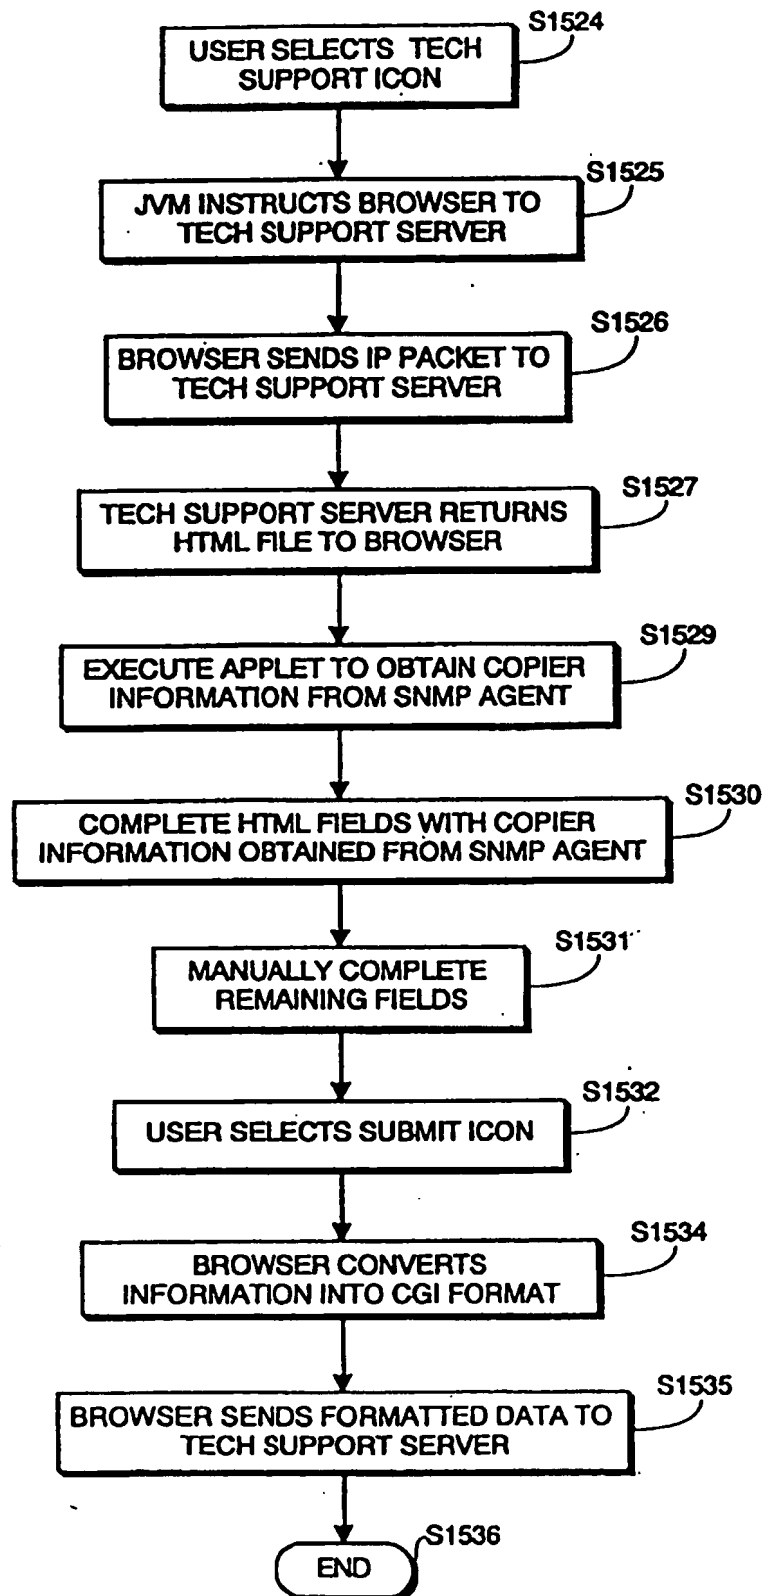 S1524
USER SELECTS TECH
SUPPORT ICON
S1525
JVM INSTRUCTS BROWSER TO
TECH SUPPORT SERVER
S1526
BROWSER SENDS IP PACKET TO
TECH SUPPORT SERVER
S1527
TECH SUPPORT SERVER RETURNS
HTML FILE TO BROWSER
S1529
EXECUTE APPLET TO OBTAIN COPIER
INFORMATION FROM SNMP AGENT
S1530
COMPLETE HTML FIELDS WITH COPIER
INFORMATION OBTAINED FROM SNMP AGENT
S1531
MANUALLY COMPLETE
REMAINING FIELDS
S1532
USER SELECTS SUBMIT ICON
S1534
BROWSER CONVERTS
INFORMATION INTO CGI FORMAT
S1535
BROWSER SENDS FORMATTED DATA TO
TECH SUPPORT SERVER
S1536
END